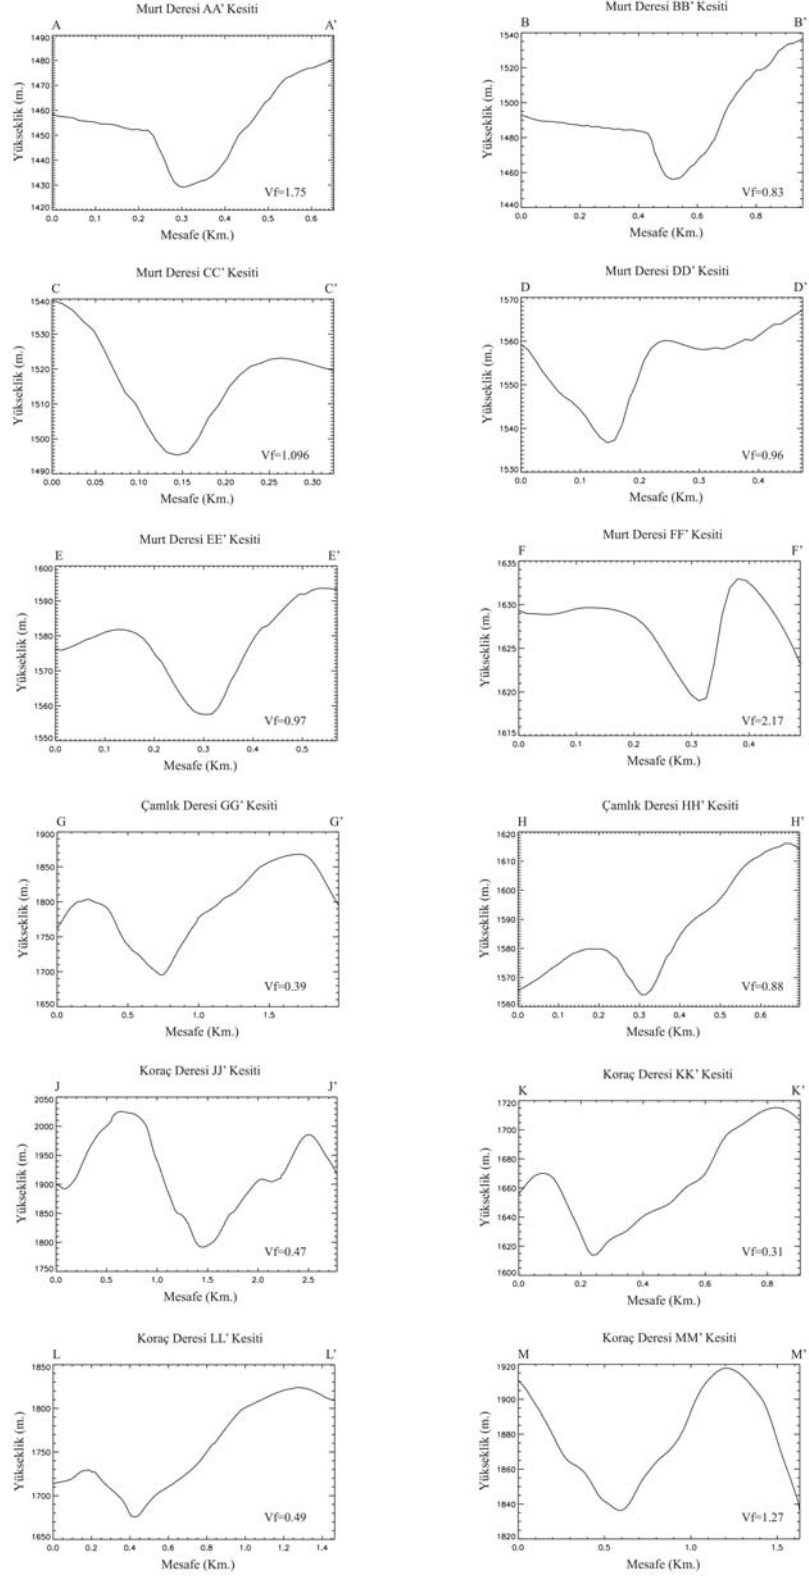 Murt Deresi AA' Kesiti
A A'
1490
1480
1470
1460
1450
1440
1430
1420
Yükseklik (m.)
Vf=1.75
0.0 0.1 0.2 0.3 0.4 0.5 0.6
Mesafe (Km.)
Murt Deresi BB' Kesiti
B B'
1540
1520
1500
1480
1460
1440
Yükseklik (m.)
Vf=0.83
0.0 0.2 0.4 0.6 0.8
Mesafe (Km.)
Murt Deresi CC' Kesiti
C C'
1540
1530
1520
1510
1500
1490
Yükseklik (m.)
Vf=1.096
0.00 0.05 0.10 0.15 0.20 0.25 0.30
Mesafe (Km.)
Murt Deresi DD' Kesiti
D D'
1570
1560
1550
1540
1530
Yükseklik (m.)
Vf=0.96
0.0 0.1 0.2 0.3 0.4
Mesafe (Km.)
Murt Deresi EE' Kesiti
E E'
1600
1590
1580
1570
1560
1550
Yükseklik (m.)
Vf=0.97
0.0 0.1 0.2 0.3 0.4 0.5
Mesafe (Km.)
Murt Deresi FF' Kesiti
F F'
1635
1630
1625
1620
1615
Yükseklik (m.)
Vf=2.17
0.0 0.1 0.2 0.3 0.4
Mesafe (Km.)
Çamlık Deresi GG' Kesiti
G G'
1900
1850
1800
1750
1700
1650
Yükseklik (m.)
Vf=0.39
0.0 0.5 1.0 1.5
Mesafe (Km.)
Çamlık Deresi HH' Kesiti
H H'
1620
1610
1600
1590
1580
1570
1560
Yükseklik (m.)
Vf=0.88
0.0 0.1 0.2 0.3 0.4 0.5 0.6
Mesafe (Km.)
Koraç Deresi JJ' Kesiti
J J'
2050
2000
1950
1900
1850
1800
1750
Yükseklik (m.)
Vf=0.47
0.0 0.5 1.0 1.5 2.0 2.5
Mesafe (Km.)
Koraç Deresi KK' Kesiti
K K'
1720
1700
1680
1660
1640
1620
1600
Yükseklik (m.)
Vf=0.31
0.0 0.2 0.4 0.6 0.8
Mesafe (Km.)
Koraç Deresi LL' Kesiti
L L'
1850
1800
1750
1700
1650
Yükseklik (m.)
Vf=0.49
0.0 0.2 0.4 0.6 0.8 1.0 1.2 1.4
Mesafe (Km.)
Koraç Deresi MM' Kesiti
M M'
1920
1900
1880
1860
1840
1820
Yükseklik (m.)
Vf=1.27
0.0 0.5 1.0 1.5
Mesafe (Km.)